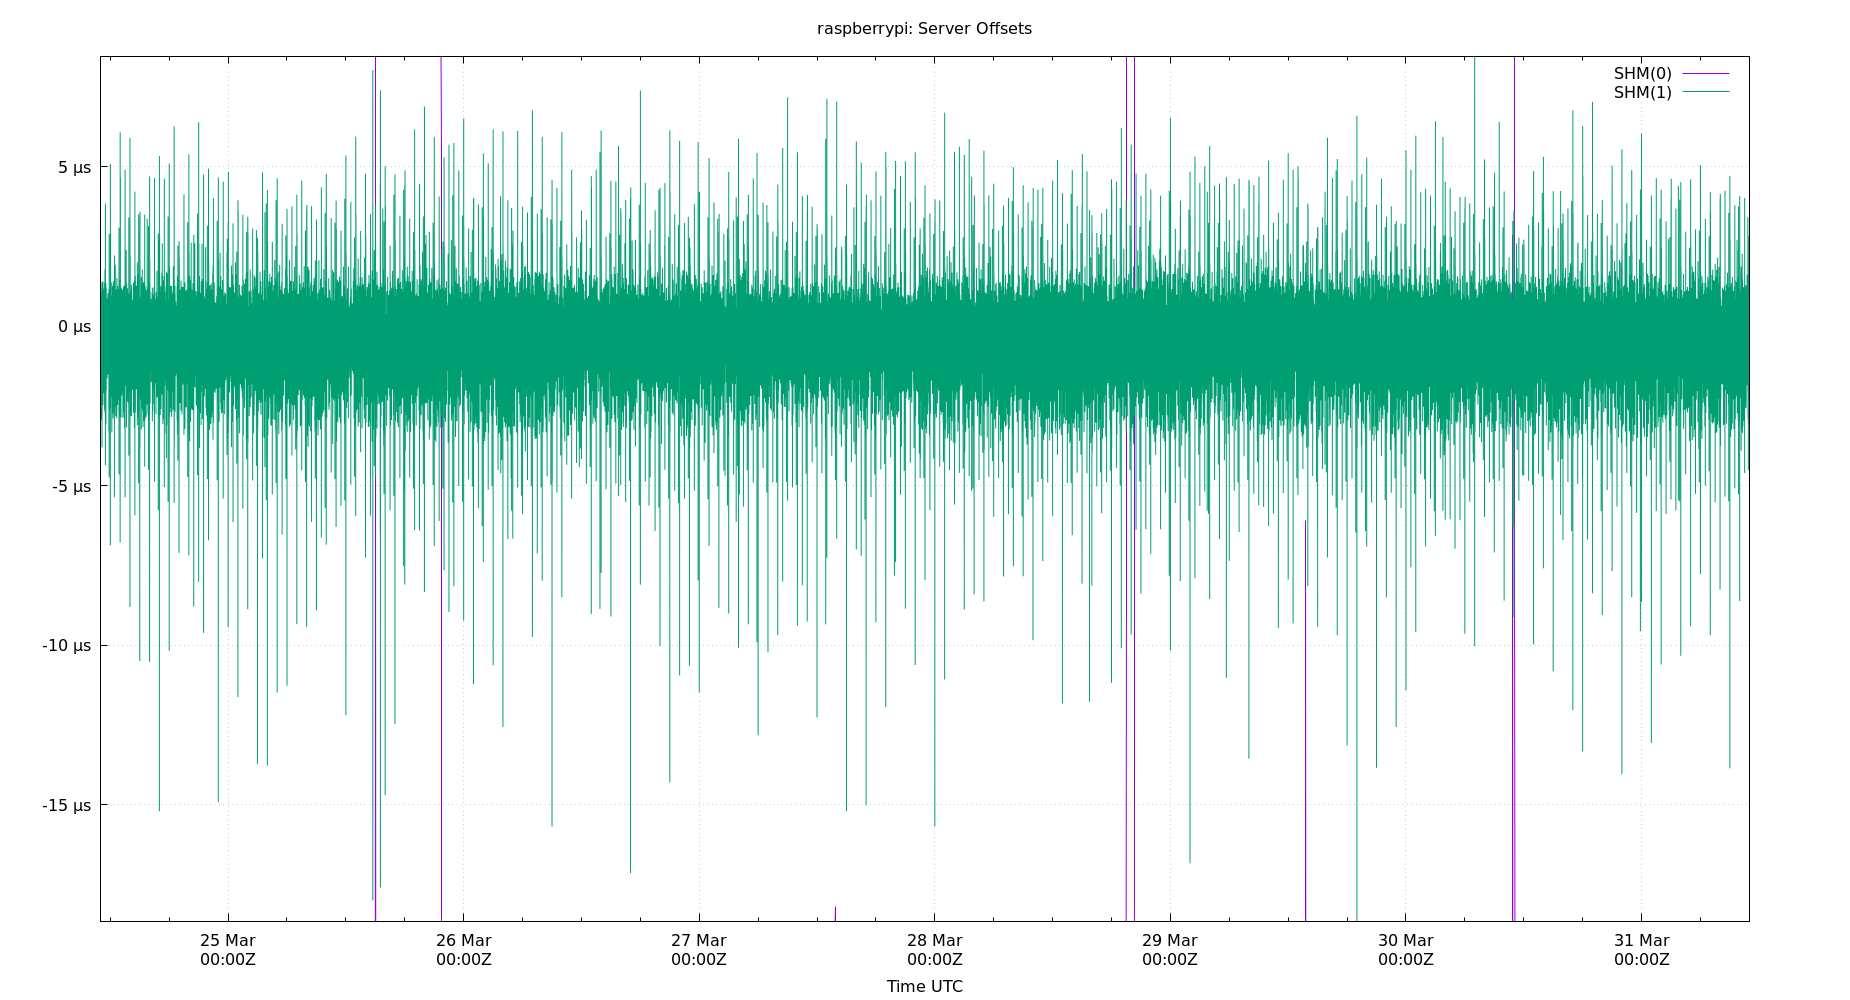 raspberrypi: Server Offsets
SHM(0)
SHM(1)
5 µs
0 µs
-5 µs
-10 µs
-15 µs
25 Mar 26 Mar 27 Mar 28 Mar 29 Mar 30 Mar 31 Mar
00:00Z 00:00Z 00:00Z 00:00Z 00:00Z 00:00Z 00:00Z
Time UTC